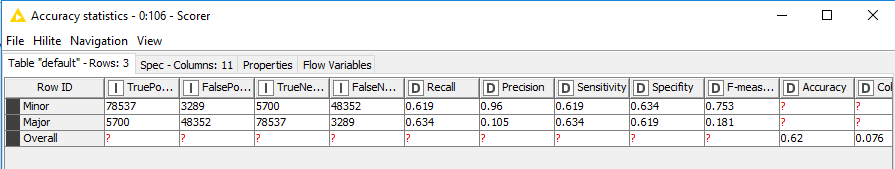 Accuracy statistics - 0:106 - Scorer
File Hilite Navigation View
Table "default" - Rows: 3 Spec - Columns: 11 Properties Flow Variables
Row ID I TruePo... I FalsePo... I TrueNe... I FalseN... D Recall D Precision D Sensitivity D Specifity D F-meas... D Accuracy D Coh
Minor 78537 3289 5700 48352 0.619 0.96 0.619 0.634 0.753 ? ?
Major 5700 48352 78537 3289 0.634 0.105 0.634 0.619 0.181 ? ?
Overall ? ? ? ? ? ? ? ? ? 0.62 0.076